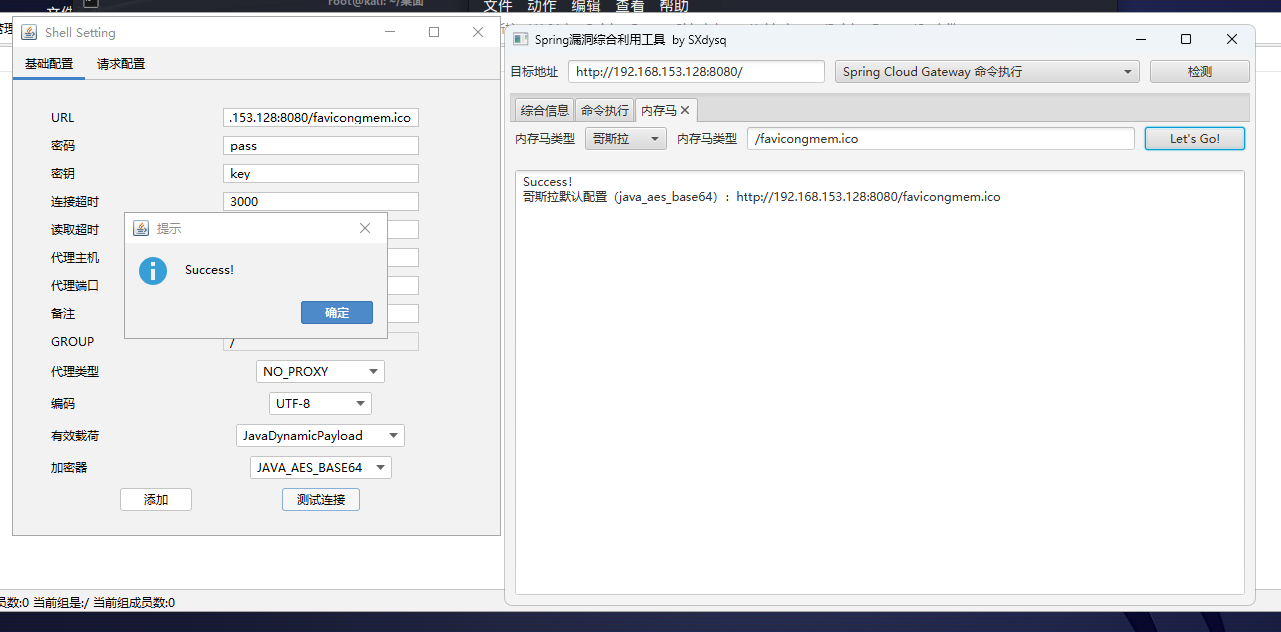 root@kali: ~/桌面
文件 动作 编辑 查看 帮助
Shell Setting
基础配置 请求配置
URL .153.128:8080/favicongmem.ico
密码 pass
密钥 key
连接超时 3000
读取超时
代理主机
代理端口
备注
GROUP /
代理类型 NO_PROXY
编码 UTF-8
有效载荷 JavaDynamicPayload
加密器 JAVA_AES_BASE64
添加 测试连接
提示
Success!
确定
员数:0 当前组是:/ 当前组成员数:0
Spring漏洞综合利用工具 by SXdysq
目标地址 http://192.168.153.128:8080/ Spring Cloud Gateway 命令执行 检测
综合信息 命令执行 内存马
内存马类型 哥斯拉 内存马类型 /favicongmem.ico Let's Go!
Success!
哥斯拉默认配置（java_aes_base64）: http://192.168.153.128:8080/favicongmem.ico